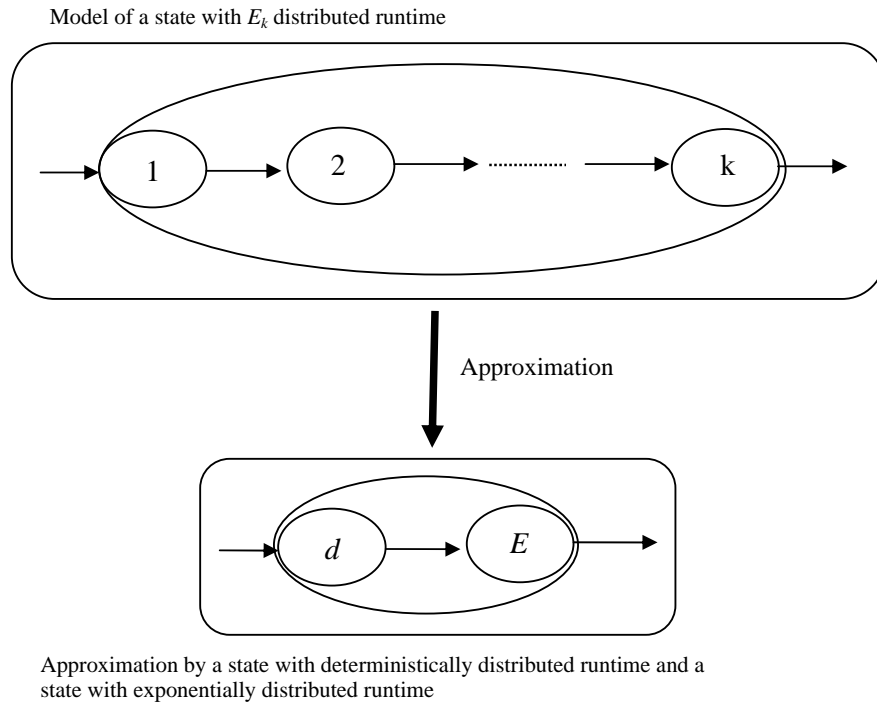 Model of a state with Ek distributed runtime
1
2
k
Approximation
d
E
Approximation by a state with deterministically distributed runtime and a
state with exponentially distributed runtime